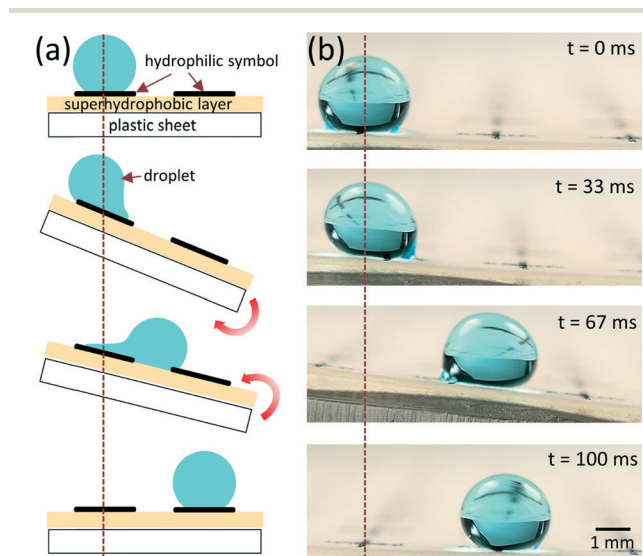 (a)
hydrophilic symbol
superhydrophobic layer
plastic sheet
droplet
(b)
t = 0 ms
t = 33 ms
t = 67 ms
t = 100 ms
1 mm